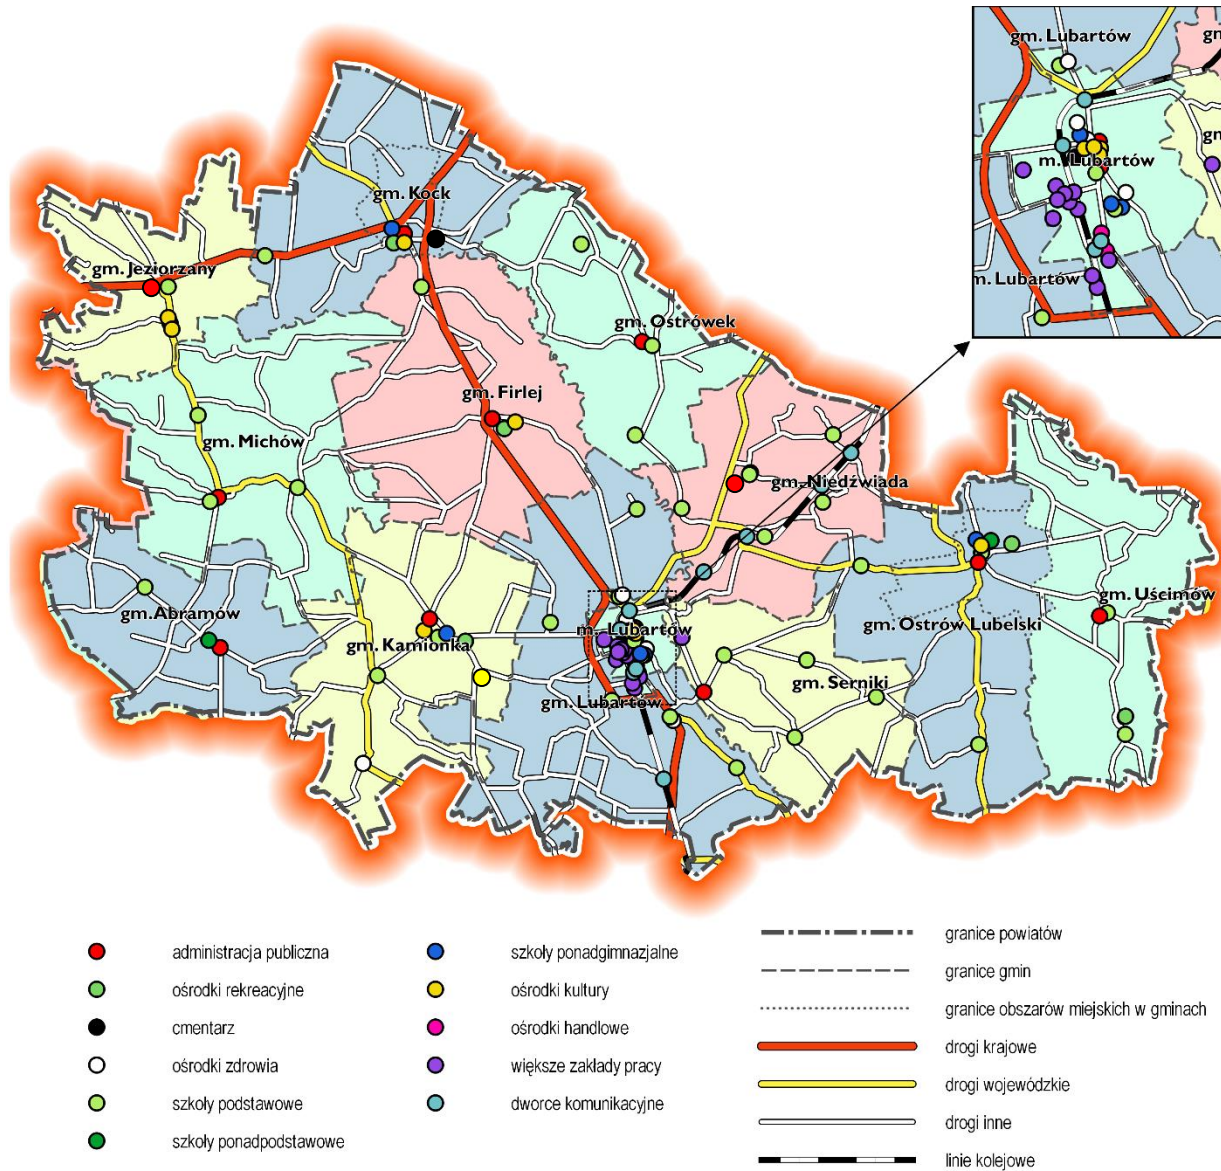 gm. Lubartów
gm
gm
m. Lubartów
m. Lubartów
gm. Kock
gm. Jeziorzany
gm. Ostrówek
gm. Firlej
gm. Michów
gm. Niedźwiada
gm. Abramów
gm. Uścimów
gm. Kamionka
m. Lubartów
gm. Ostrów Lubelski
gm. Serniki
gm. Lubartów
administracja publiczna
ośrodki rekreacyjne
cmentarz
ośrodki zdrowia
szkoły podstawowe
szkoły ponadpodstawowe
szkoły ponadgimnazjalne
ośrodki kultury
ośrodki handlowe
większe zakłady pracy
dworce komunikacyjne
granice powiatów
granice gmin
granice obszarów miejskich w gminach
drogi krajowe
drogi wojewódzkie
drogi inne
linie kolejowe